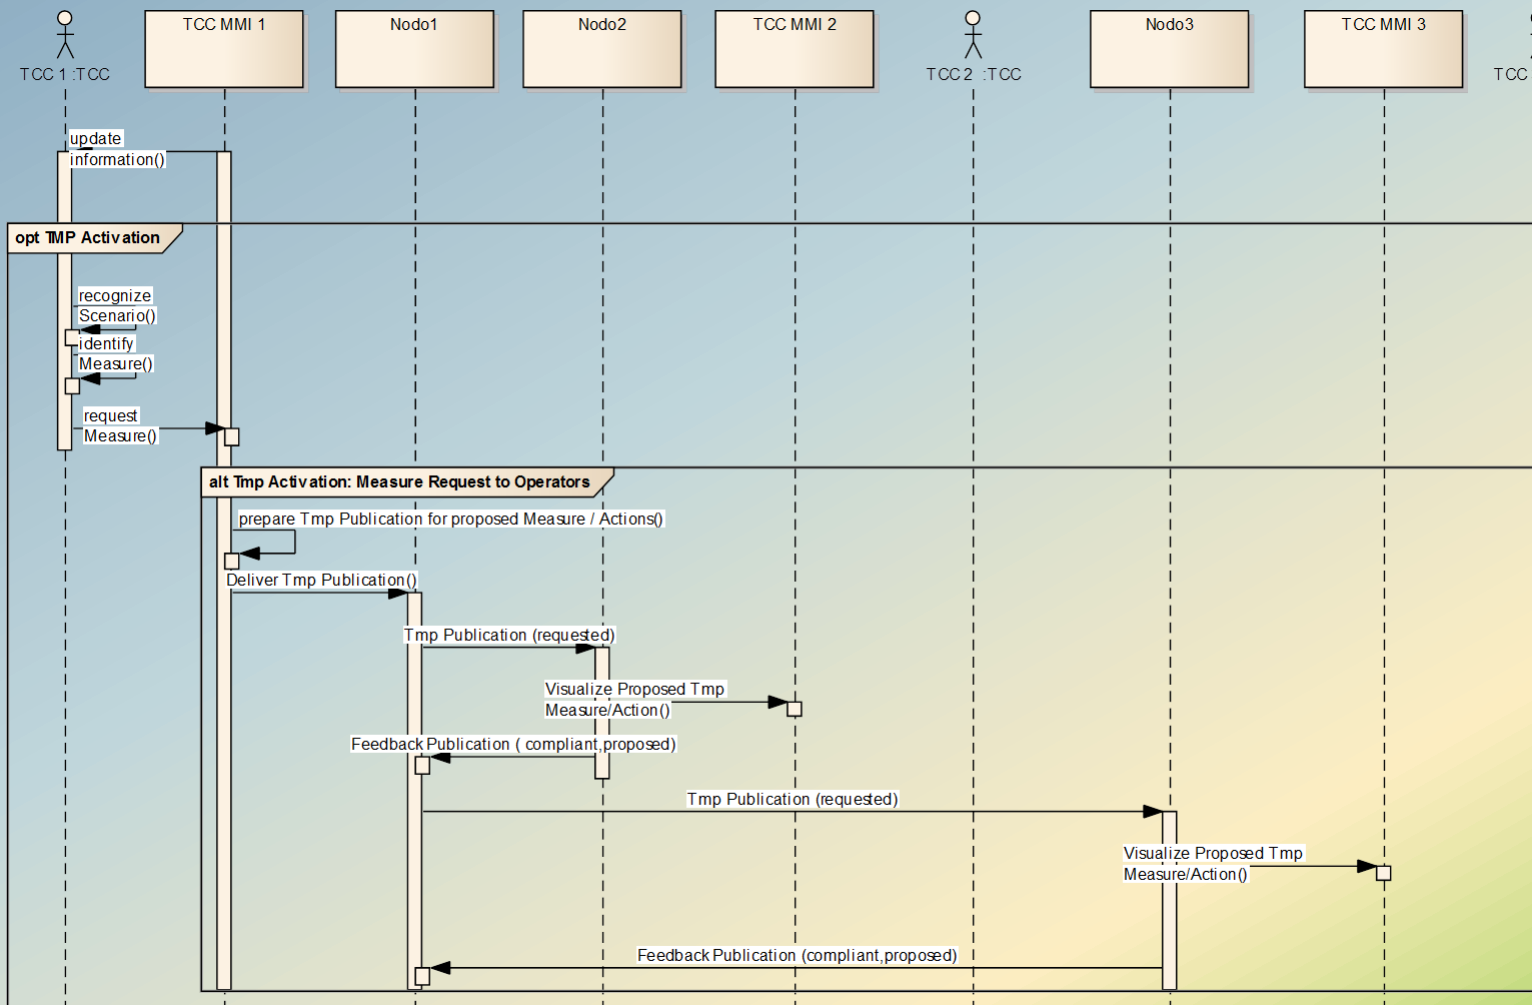 TCC MMI 1
Nodo1
Nodo2
TCC MMI 2
Nodo3
TCC MMI 3
TCC 1 :TCC
TCC 2 :TCC
TCC
update
information()
opt TMP Activation
recognize
Scenario()
identify
Measure()
request
Measure()
alt Tmp Activation: Measure Request to Operators
prepare Tmp Publication for proposed Measure / Actions()
Deliver Tmp Publication()
Tmp Publication (requested)
Visualize Proposed Tmp
Measure/Action()
Feedback Publication ( compliant,proposed)
Tmp Publication (requested)
Visualize Proposed Tmp
Measure/Action()
Feedback Publication (compliant,proposed)